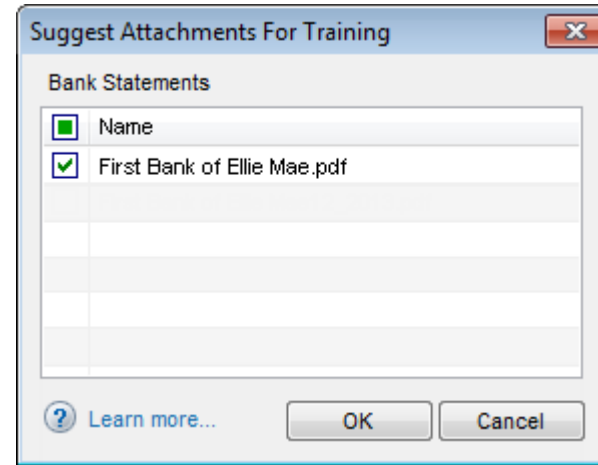 Suggest Attachments For Training
Bank Statements
Name
First Bank of Ellie Mae.pdf
? Learn more... OK Cancel